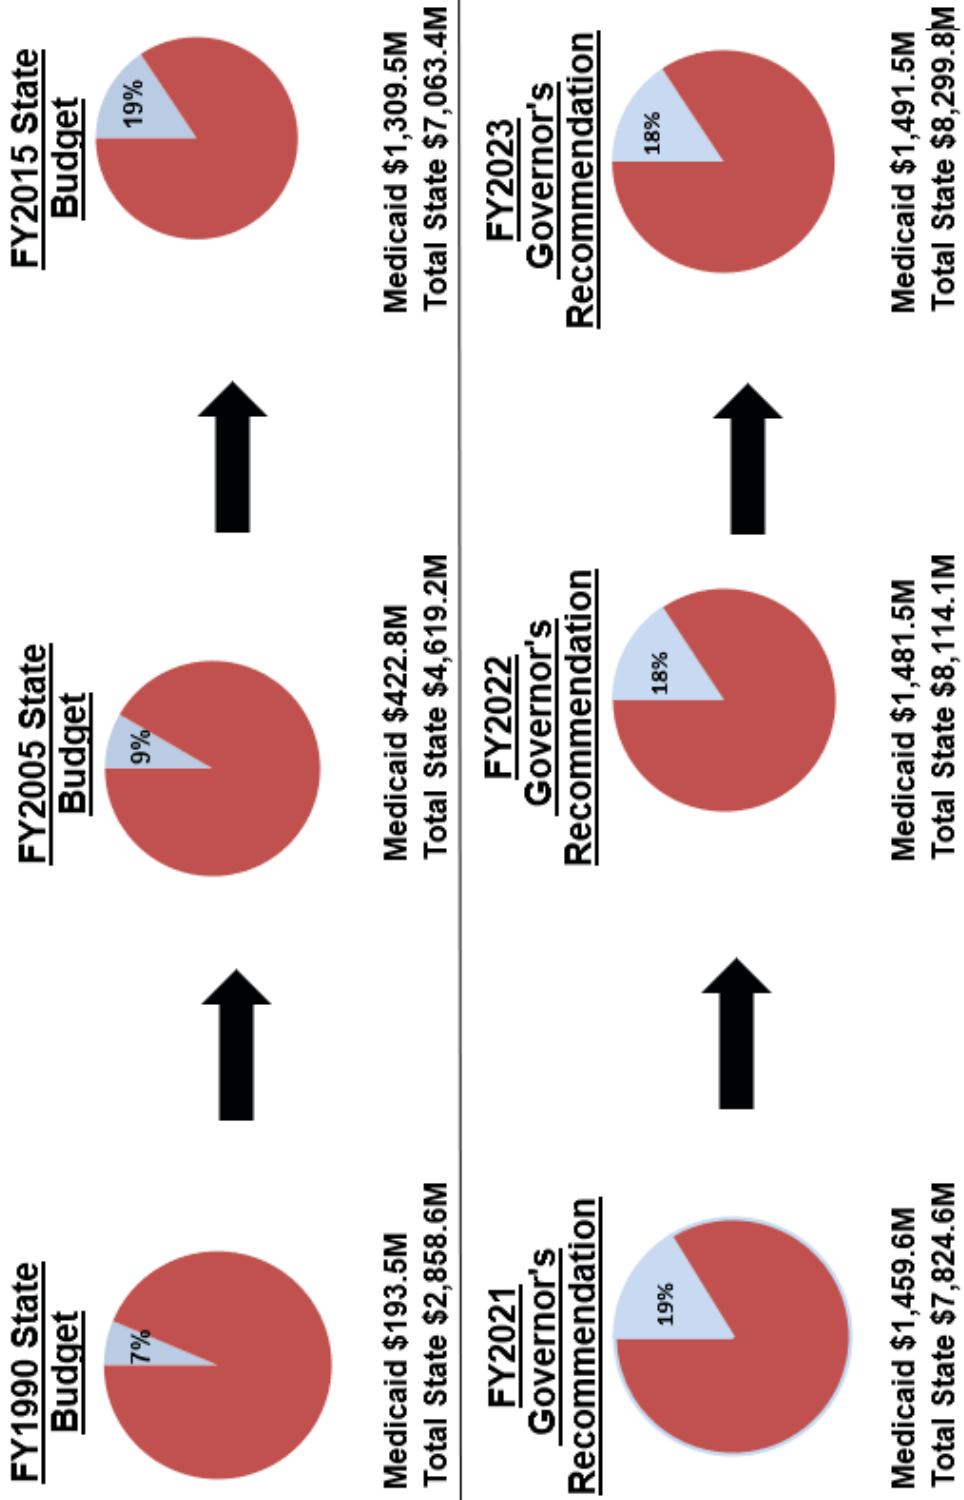 FY1990 State
Budget
7%
Medicaid $193.5M
Total State $2,858.6M
FY2005 State
Budget
9%
Medicaid $422.8M
Total State $4,619.2M
FY2015 State
Budget
19%
Medicaid $1,309.5M
Total State $7,063.4M
FY2021
Governor's
Recommendation
19%
Medicaid $1,459.6M
Total State $7,824.6M
FY2022
Governor's
Recommendation
18%
Medicaid $1,481.5M
Total State $8,114.1M
FY2023
Governor's
Recommendation
18%
Medicaid $1,491.5M
Total State $8,299.8M